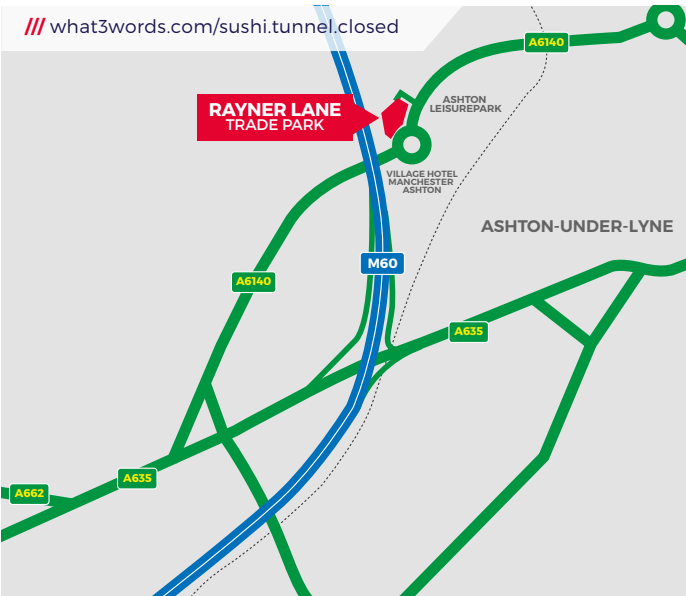 /// what3words.com/sushi.tunnel.closed
A6140
RAYNER LANE
TRADE PARK
ASHTON
LEISUREPARK
VILLAGE HOTEL
MANCHESTER
ASHTON
ASHTON-UNDER-LYNE
M60
A6140
A635
A635
A662